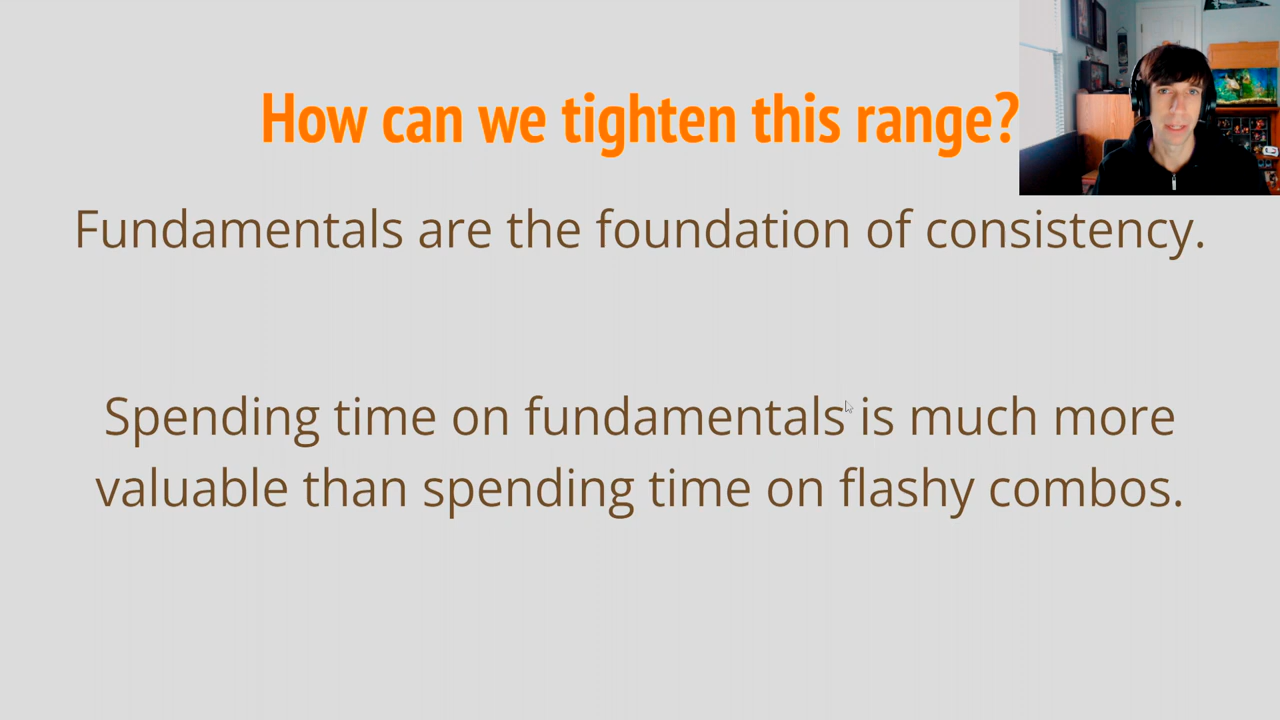 How can we tighten this range?
Fundamentals are the foundation of consistency.
Spending time on fundamentals is much more
valuable than spending time on flashy combos.